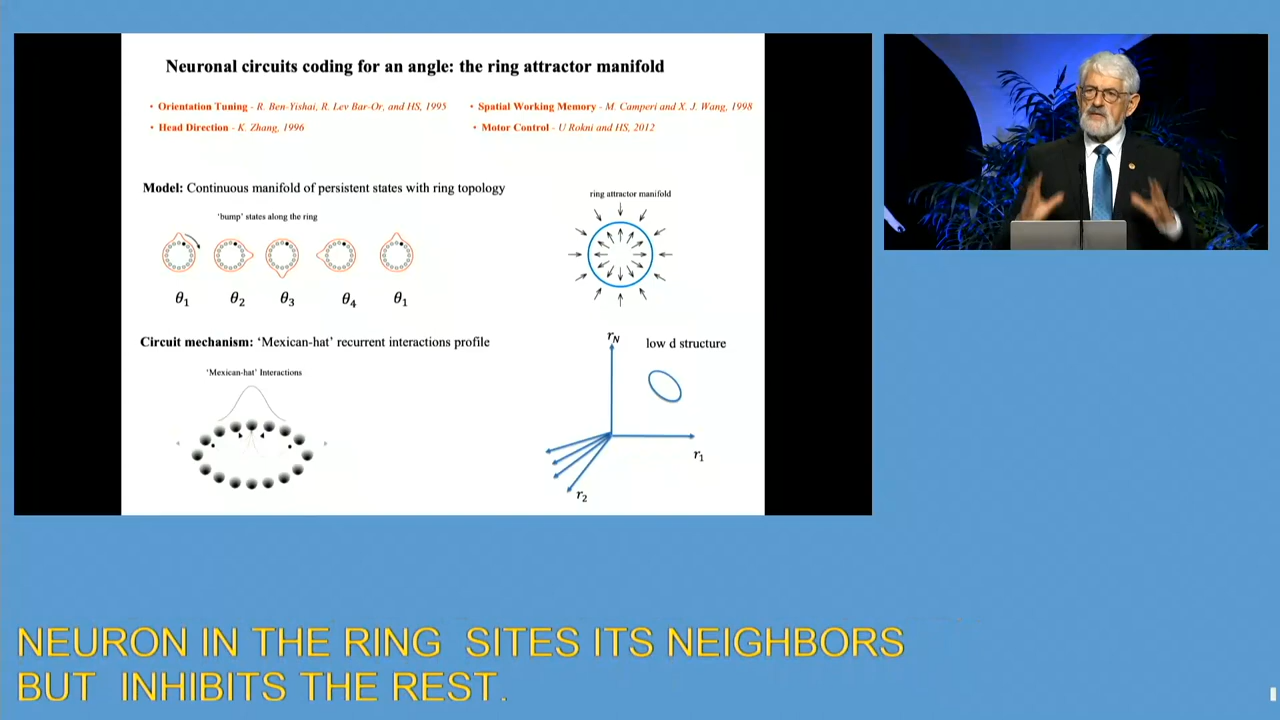 Neuronal circuits coding for an angle: the ring attractor manifold
• Orientation Tuning - R. Ben-Yishai, R. Lev Bar-Or, and HS, 1995
• Spatial Working Memory - M. Camperi and X. J. Wang, 1998
• Head Direction - K. Zhang, 1996
• Motor Control - U Rokni and HS, 2012
Model: Continuous manifold of persistent states with ring topology
ring attractor manifold
'bump' states along the ring
θ1 θ2 θ3 θ4 θ1
Circuit mechanism: 'Mexican-hat' recurrent interactions profile
rN
low d structure
'Mexican-hat' Interactions
r1
r2
NEURON IN THE RING SITES ITS NEIGHBORS
BUT INHIBITS THE REST.